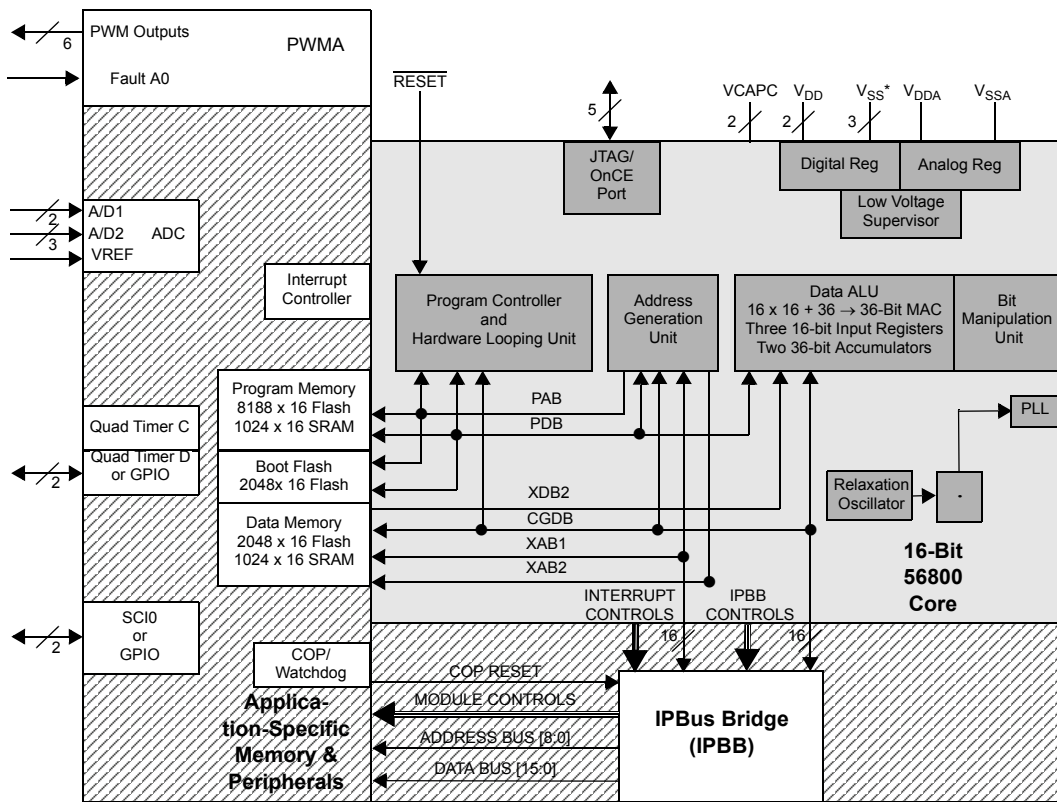 PWM Outputs
6
PWMA
Fault A0
RESET
5
VCAPC
VDD
VSS*
VDDA
VSSA
2
2
3
JTAG/
OnCE
Port
Digital Reg
Analog Reg
Low Voltage
Supervisor
A/D1
2
A/D2
ADC
3
VREF
Interrupt
Controller
Program Controller
and
Hardware Looping Unit
Address
Generation
Unit
Data ALU
16 x 16 + 36 → 36-Bit MAC
Three 16-bit Input Registers
Two 36-bit Accumulators
Bit
Manipulation
Unit
Program Memory
8188 x 16 Flash
1024 x 16 SRAM
PAB
PDB
PLL
Quad Timer C
Quad Timer D
or GPIO
2
Boot Flash
2048x 16 Flash
XDB2
Relaxation
Oscillator
-
Data Memory
2048 x 16 Flash
1024 x 16 SRAM
CGDB
XAB1
XAB2
16-Bit
56800
Core
INTERRUPT
CONTROLS
IPBB
CONTROLS
16
16
SCI0
or
GPIO
2
COP/
Watchdog
COP RESET
MODULE CONTROLS
ADDRESS BUS [8:0]
DATA BUS [15:0]
Applica-
tion-Specific
Memory &
Peripherals
IPBus Bridge
(IPBB)